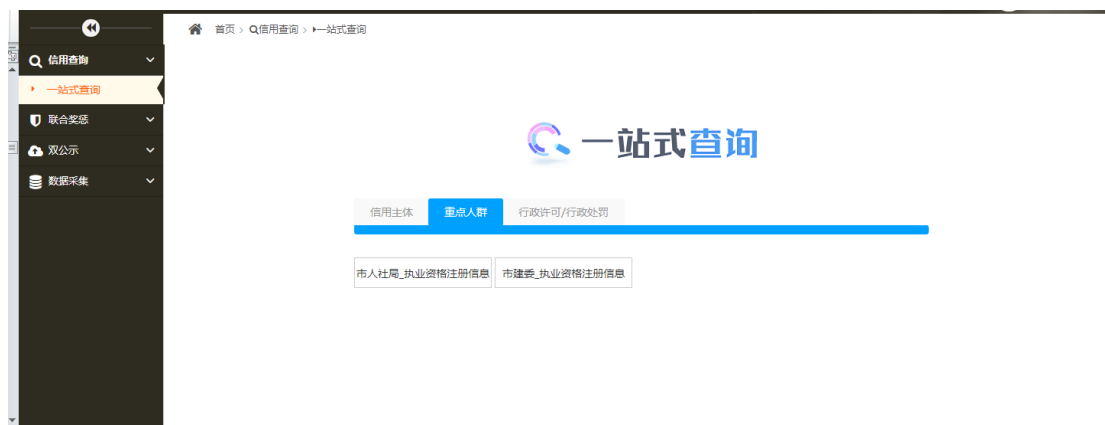 首页 > 信用查询 > 一站式查询
信用查询
一站式查询
联合奖惩
双公示
数据采集
一站式查询
信用主体 重点人群 行政许可/行政处罚
市人社局_执业资格注册信息 市建委_执业资格注册信息